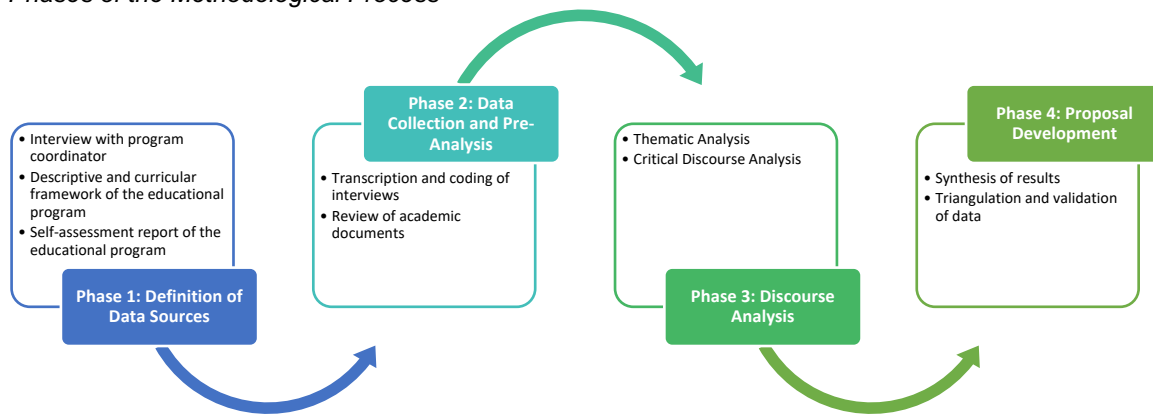 Phases of the Methodological Process
• Interview with program
coordinator
• Descriptive and curricular
framework of the educational
program
• Self-assessment report of the
educational program
Phase 1: Definition of
Data Sources
Phase 2: Data
Collection and Pre-
Analysis
• Transcription and coding of
interviews
• Review of academic
documents
• Thematic Analysis
• Critical Discourse Analysis
Phase 3: Discourse
Analysis
Phase 4: Proposal
Development
• Synthesis of results
• Triangulation and validation
of data